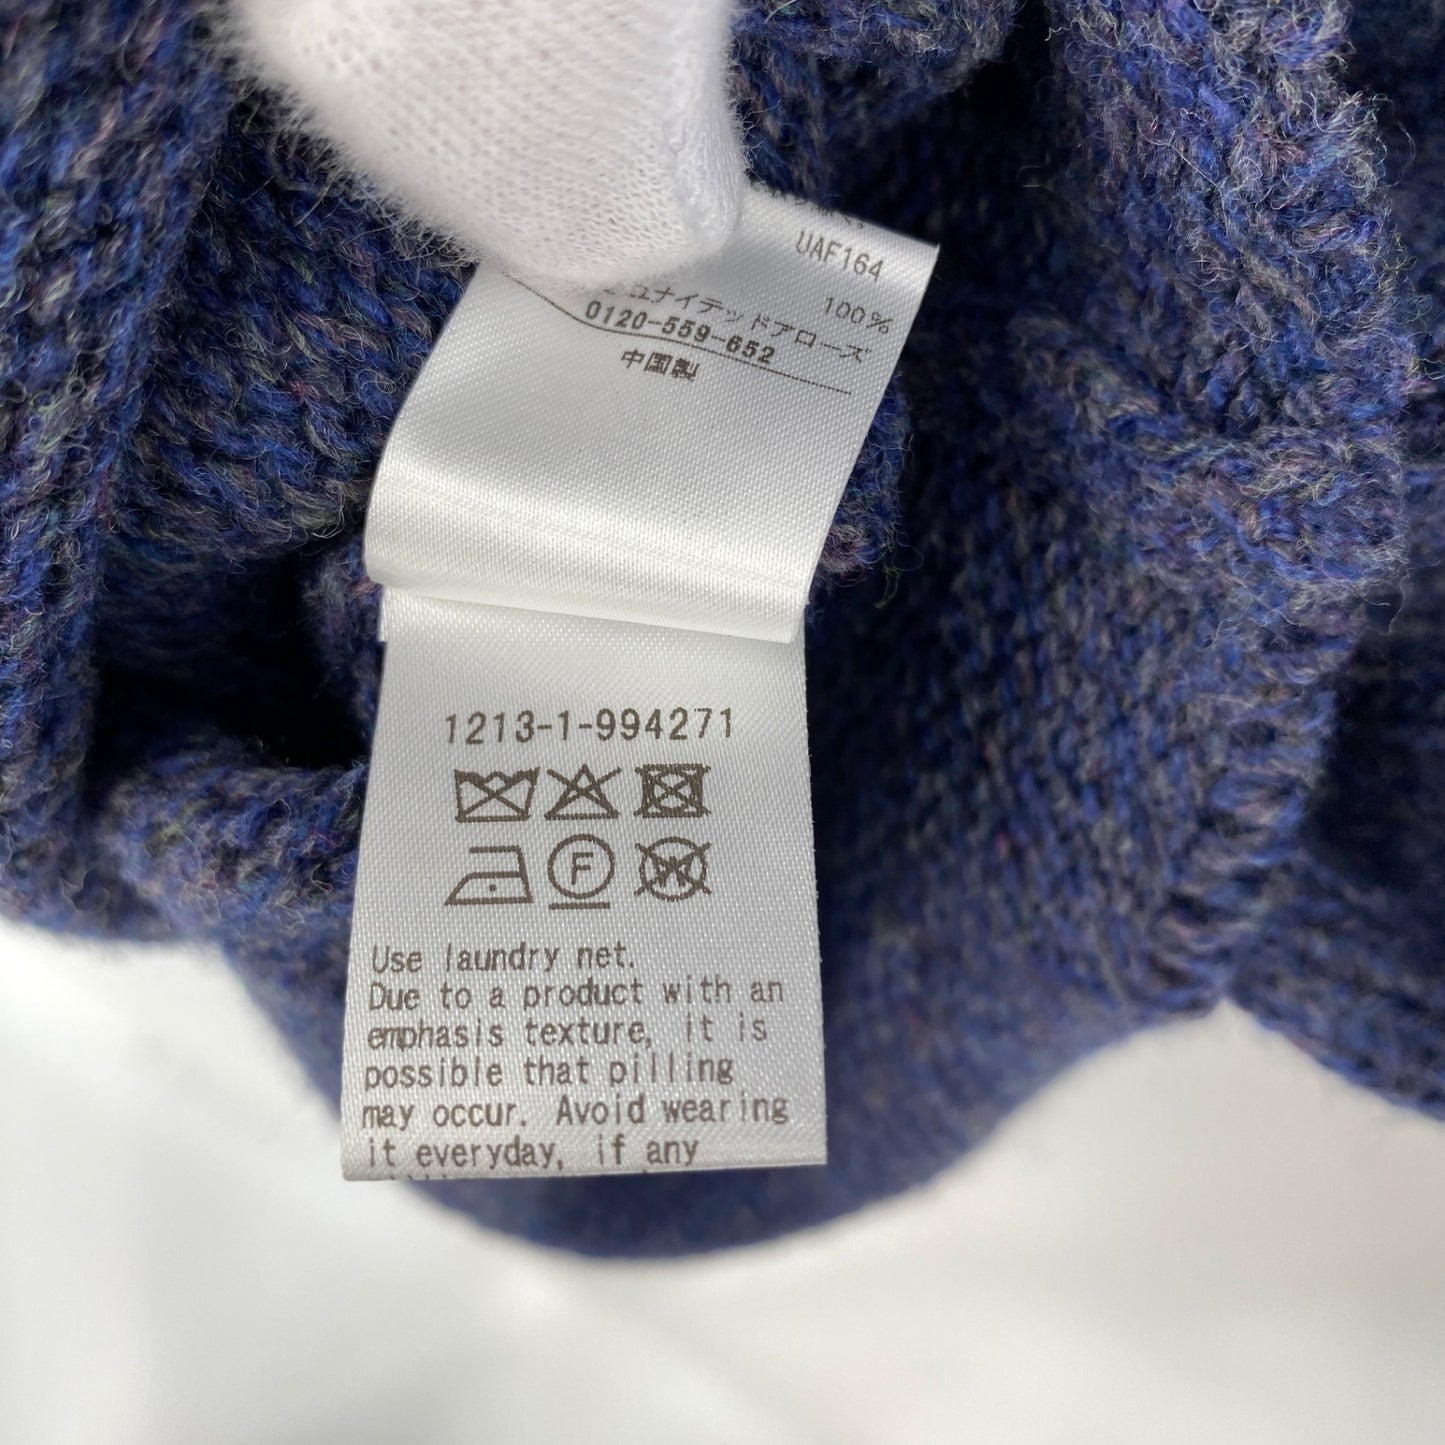 UAF164
100%
ユナイテッドアローズ
0120-559-652
中国製
1213-1-994271
F
W
Use laundry net.
Due to a product with an
emphasis texture, it is
possible that pilling
may occur. Avoid wearing
it everyday, if any